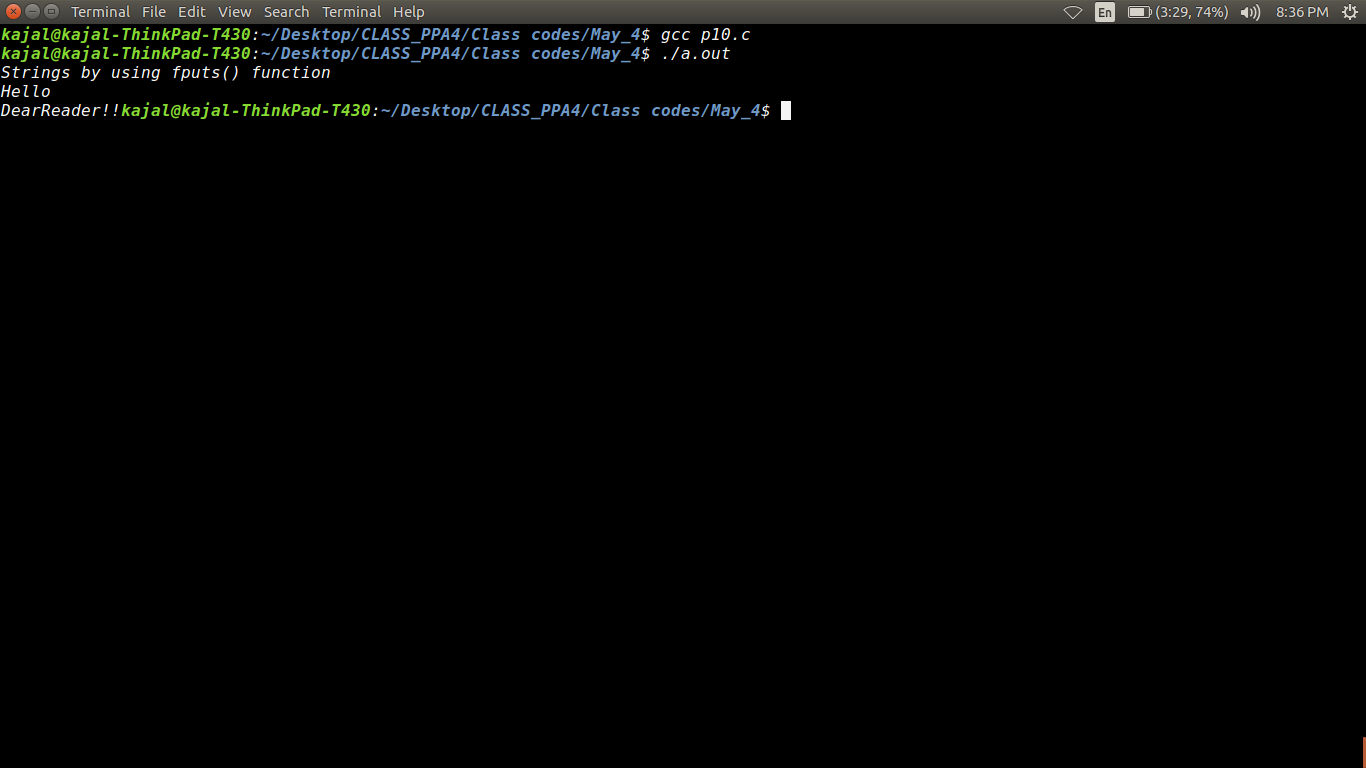 Terminal File Edit View Search Terminal Help En (3:29, 74%) 8:36 PM
kajal@kajal-ThinkPad-T430:~/Desktop/CLASS_PPA4/Class codes/May_4$ gcc p10.c
kajal@kajal-ThinkPad-T430:~/Desktop/CLASS_PPA4/Class codes/May_4$ ./a.out
Strings by using fputs() function
Hello
DearReader!!kajal@kajal-ThinkPad-T430:~/Desktop/CLASS_PPA4/Class codes/May_4$